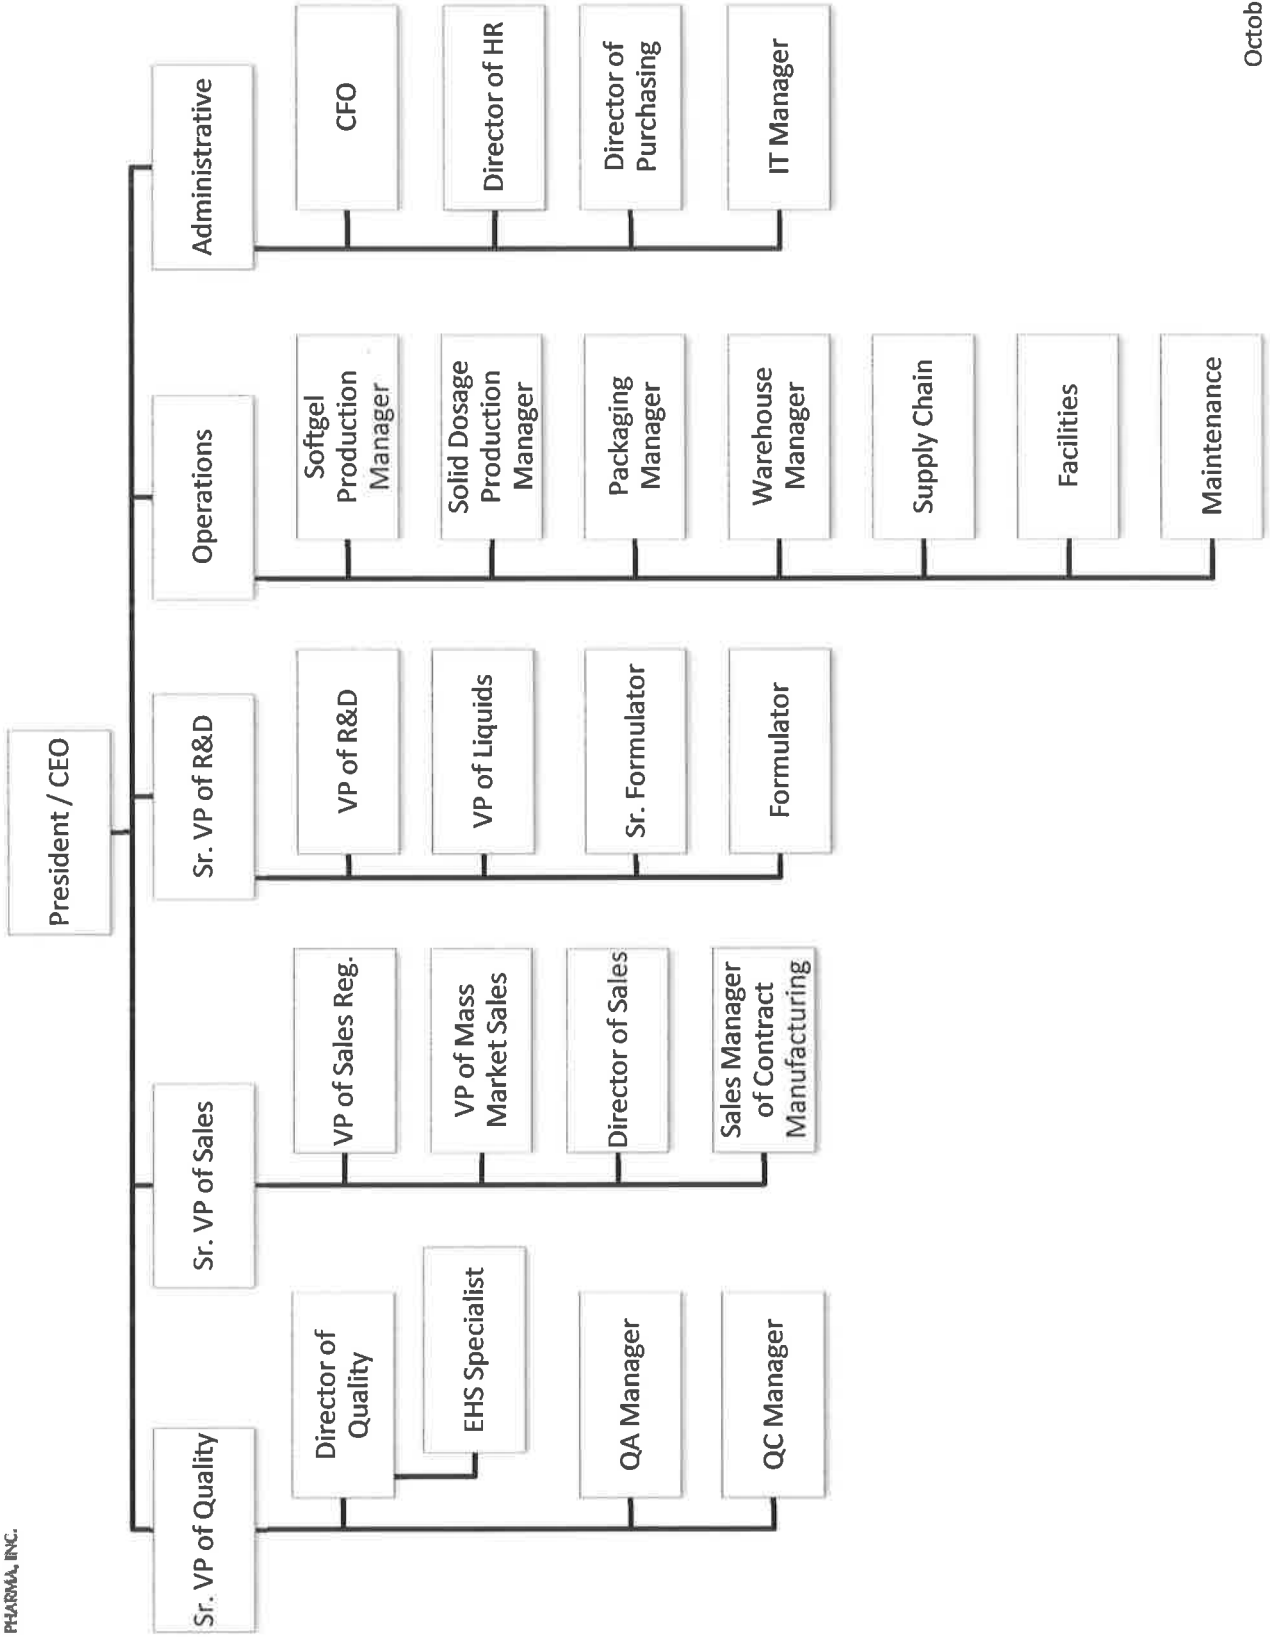 PHARMA, INC.
President / CEO
Sr. VP of Quality
Director of
Quality
EHS Specialist
QA Manager
QC Manager
Sr. VP of Sales
VP of Sales Reg.
VP of Mass
Market Sales
Director of Sales
Sales Manager
of Contract
Manufacturing
Sr. VP of R&D
VP of R&D
VP of Liquids
Sr. Formulator
Formulator
Operations
Softgel
Production
Manager
Solid Dosage
Production
Manager
Packaging
Manager
Warehouse
Manager
Supply Chain
Facilities
Maintenance
Administrative
CFO
Director of HR
Director of
Purchasing
IT Manager
Octob